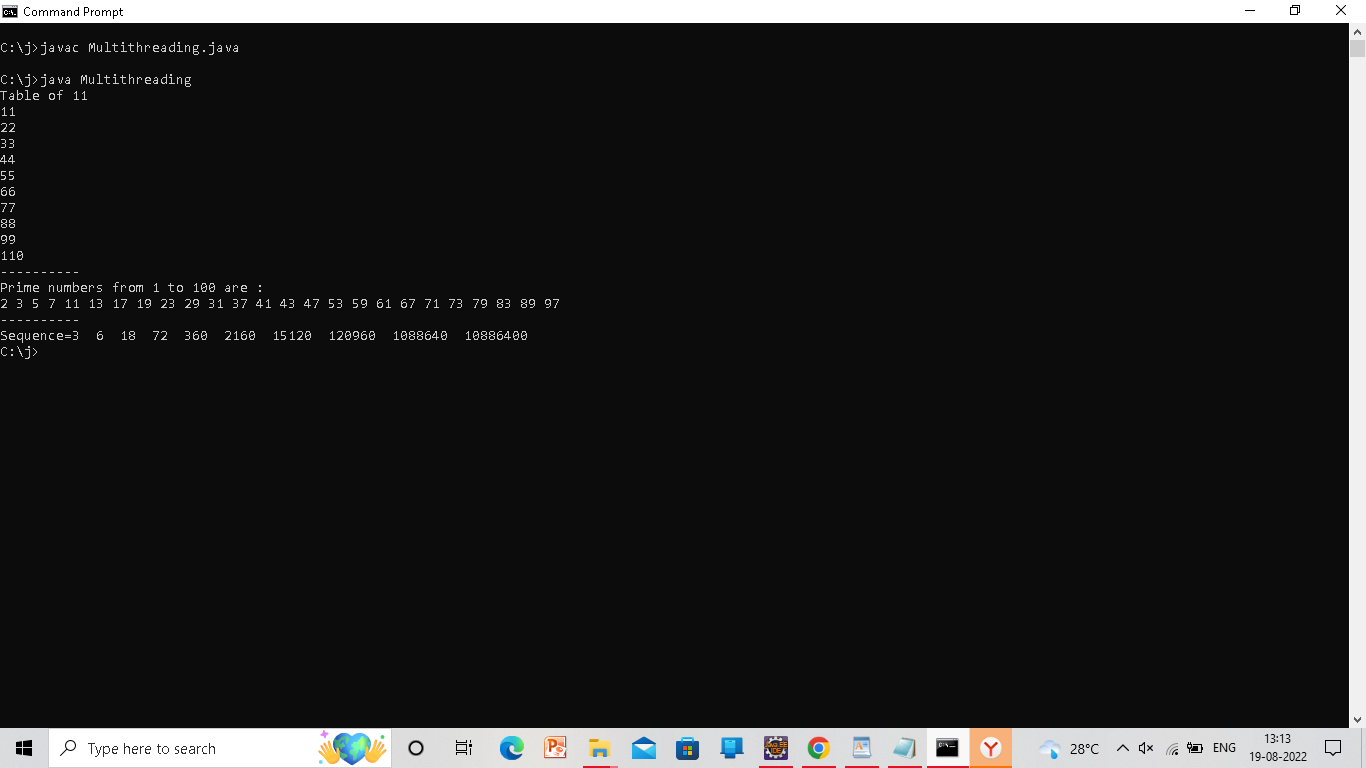 Command Prompt
C:\j>javac Multithreading.java
C:\j>java Multithreading
Table of 11
11
22
33
44
55
66
77
88
99
110
----------
Prime numbers from 1 to 100 are :
2 3 5 7 11 13 17 19 23 29 31 37 41 43 47 53 59 61 67 71 73 79 83 89 97
----------
Sequence=3  6  18  72  360  2160  15120  120960  1088640  10886400
C:\j>
Type here to search
28°C
ENG
13:13
19-08-2022